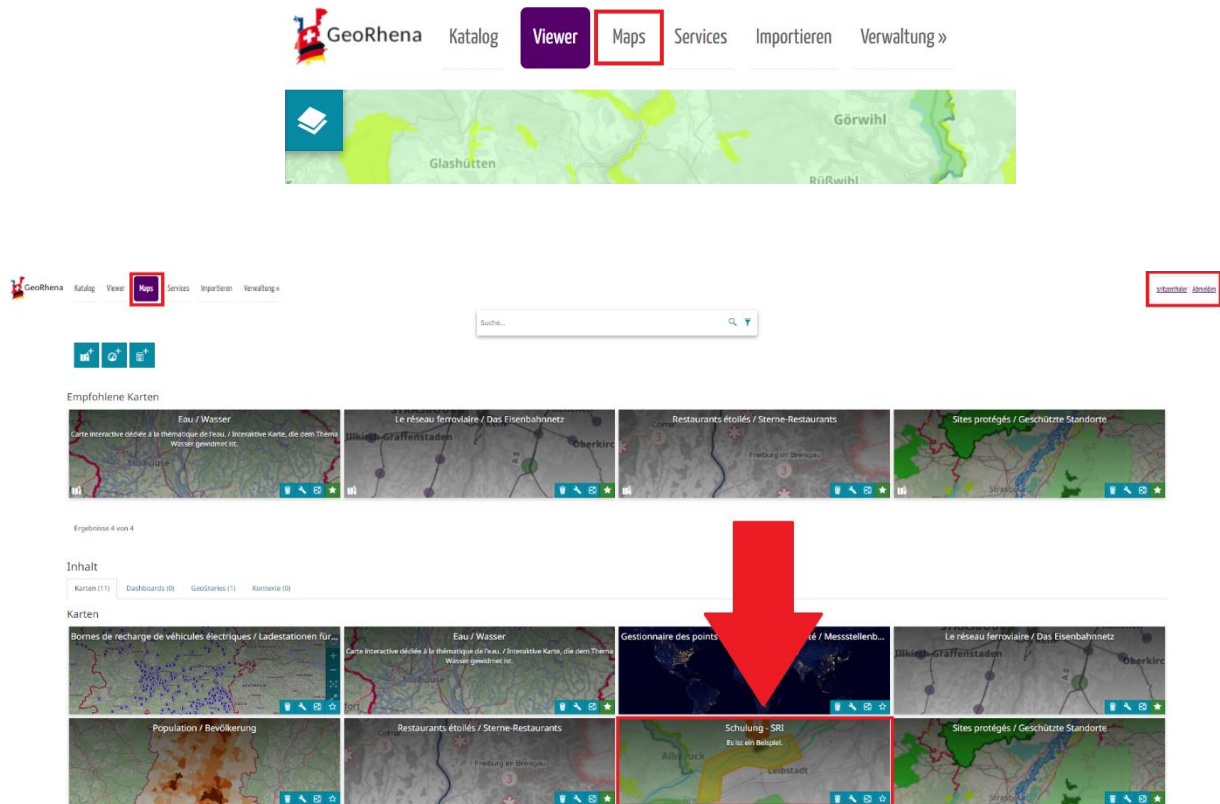 GeoRhena Katalog Viewer Maps Services Importieren Verwaltung »
Görwihl
Glashütten
Rüßwihl
GeoRhena Katalog Viewer Maps Services Importieren Verwaltung »
Abmelden
Suche...
Empfohlene Karten
Eau / Wasser
Carte interactive dédiée à la thématique de l'eau. / Interaktive Karte, die dem Thema
Wasser gewidmet ist.
Le réseau ferroviaire / Das Eisenbahnnetz
Restaurants étoilés / Sterne-Restaurants
Freiburg im Breisgau
3
Sites protégés / Geschützte Standorte
Strasbourg
Ergebnisse 4 von 4
Inhalt
Karten (11) Dashboards (0) GeoStories (1) Kontexte (0)
Karten
Bornes de recharge de véhicules électriques / Ladestationen für...
Eau / Wasser
Carte interactive dédiée à la thématique de l'eau. / Interaktive Karte, die dem Thema
Wasser gewidmet ist.
Gestionnaire des points
té / Messstellenb...
Le réseau ferroviaire / Das Eisenbahnnetz
Population / Bevölkerung
Restaurants étoilés / Sterne-Restaurants
Freiburg im Breisgau
3
Schulung - SRI
Es ist ein Beispiel.
Leibstadt
Sites protégés / Geschützte Standorte
Strasbourg